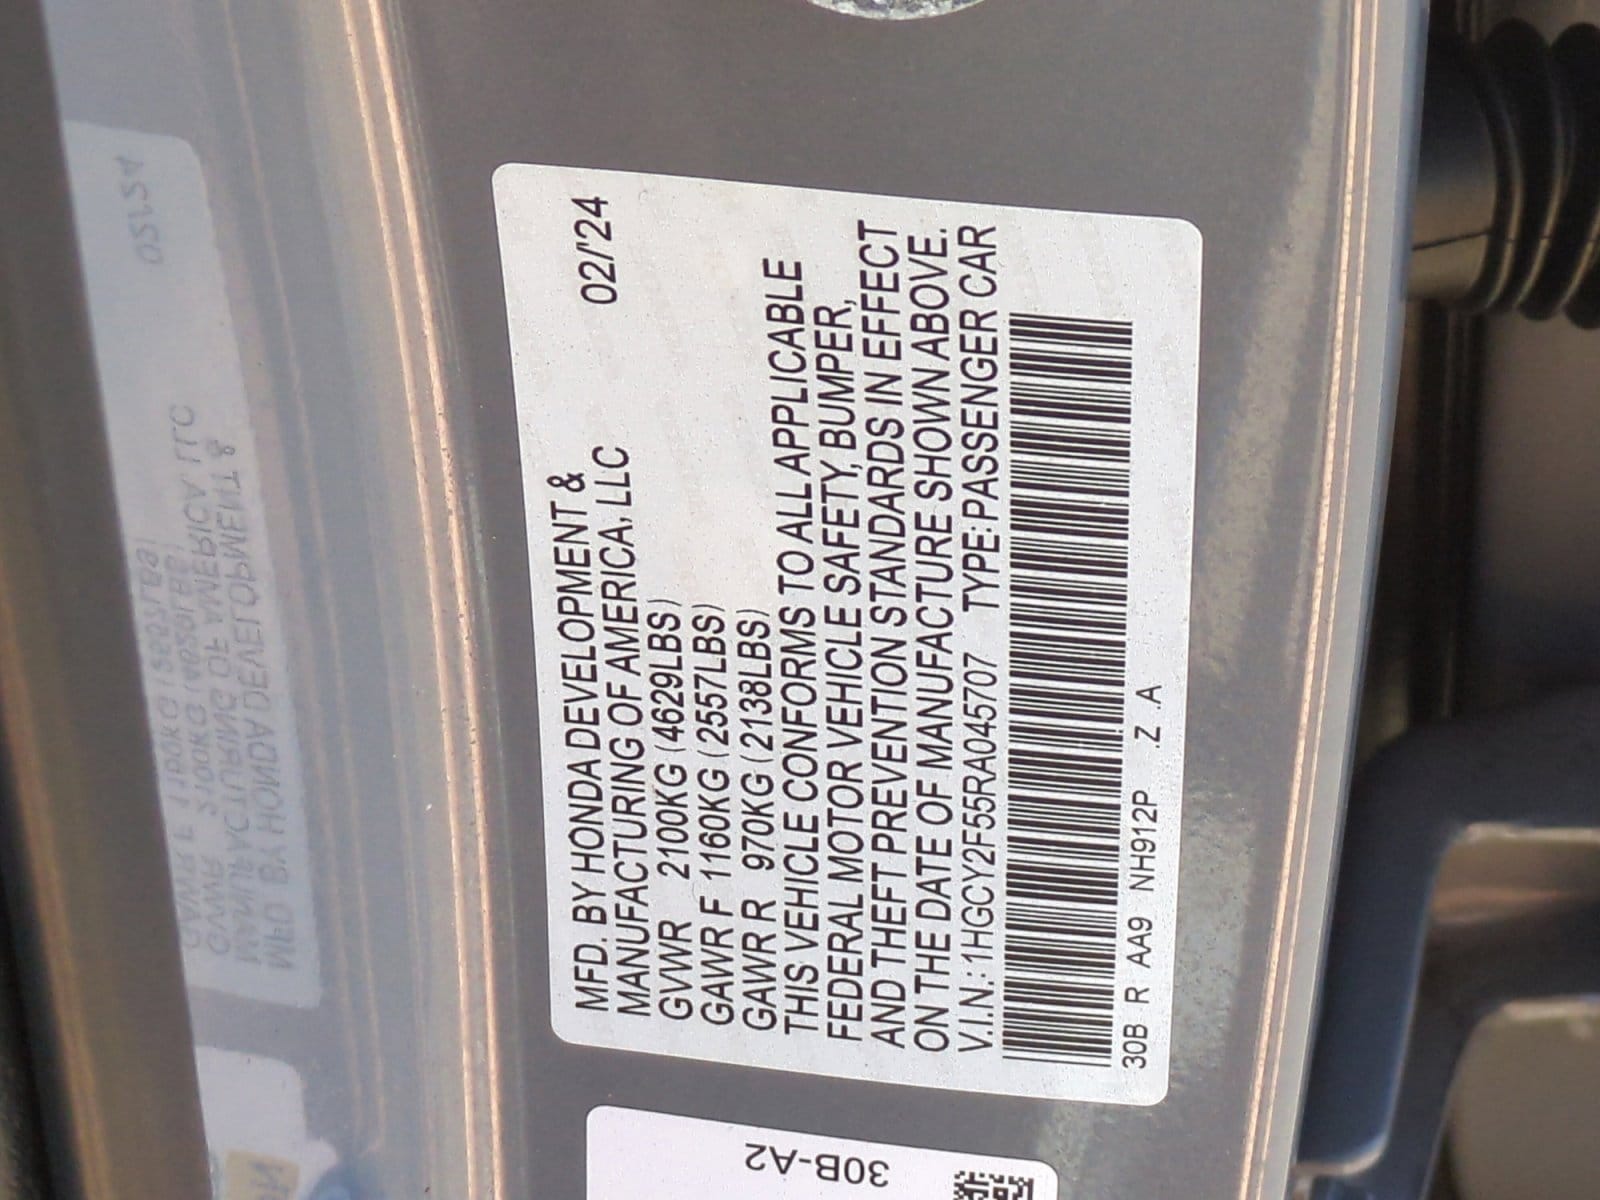 MFD. BY HONDA DEVELOPMENT &
MANUFACTURING OF AMERICA, LLC 02/'24
GVWR 2100KG (4629LBS)
GAWR F 1160KG (2557LBS)
GAWR R 970KG (2138LBS)
THIS VEHICLE CONFORMS TO ALL APPLICABLE
FEDERAL MOTOR VEHICLE SAFETY, BUMPER,
AND THEFT PREVENTION STANDARDS IN EFFECT
ON THE DATE OF MANUFACTURE SHOWN ABOVE.
V.I.N.: 1HGCY2F55RA045707 TYPE: PASSENGER CAR
30B R AA9 NH912P .Z .A
30B-A2